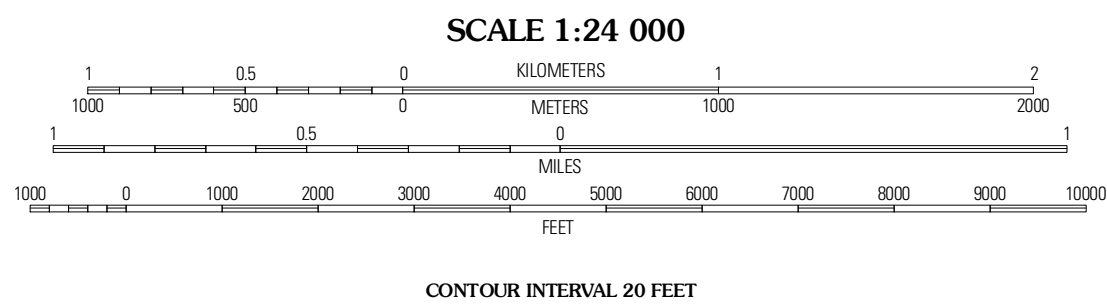 SCALE 1:24 000
1 0.5 0 KILOMETERS 1 2
1000 500 0 METERS 1000 2000
1 0.5 0 1
MILES
1000 0 1000 2000 3000 4000 5000 6000 7000 8000 9000 10000
FEET
CONTOUR INTERVAL 20 FEET